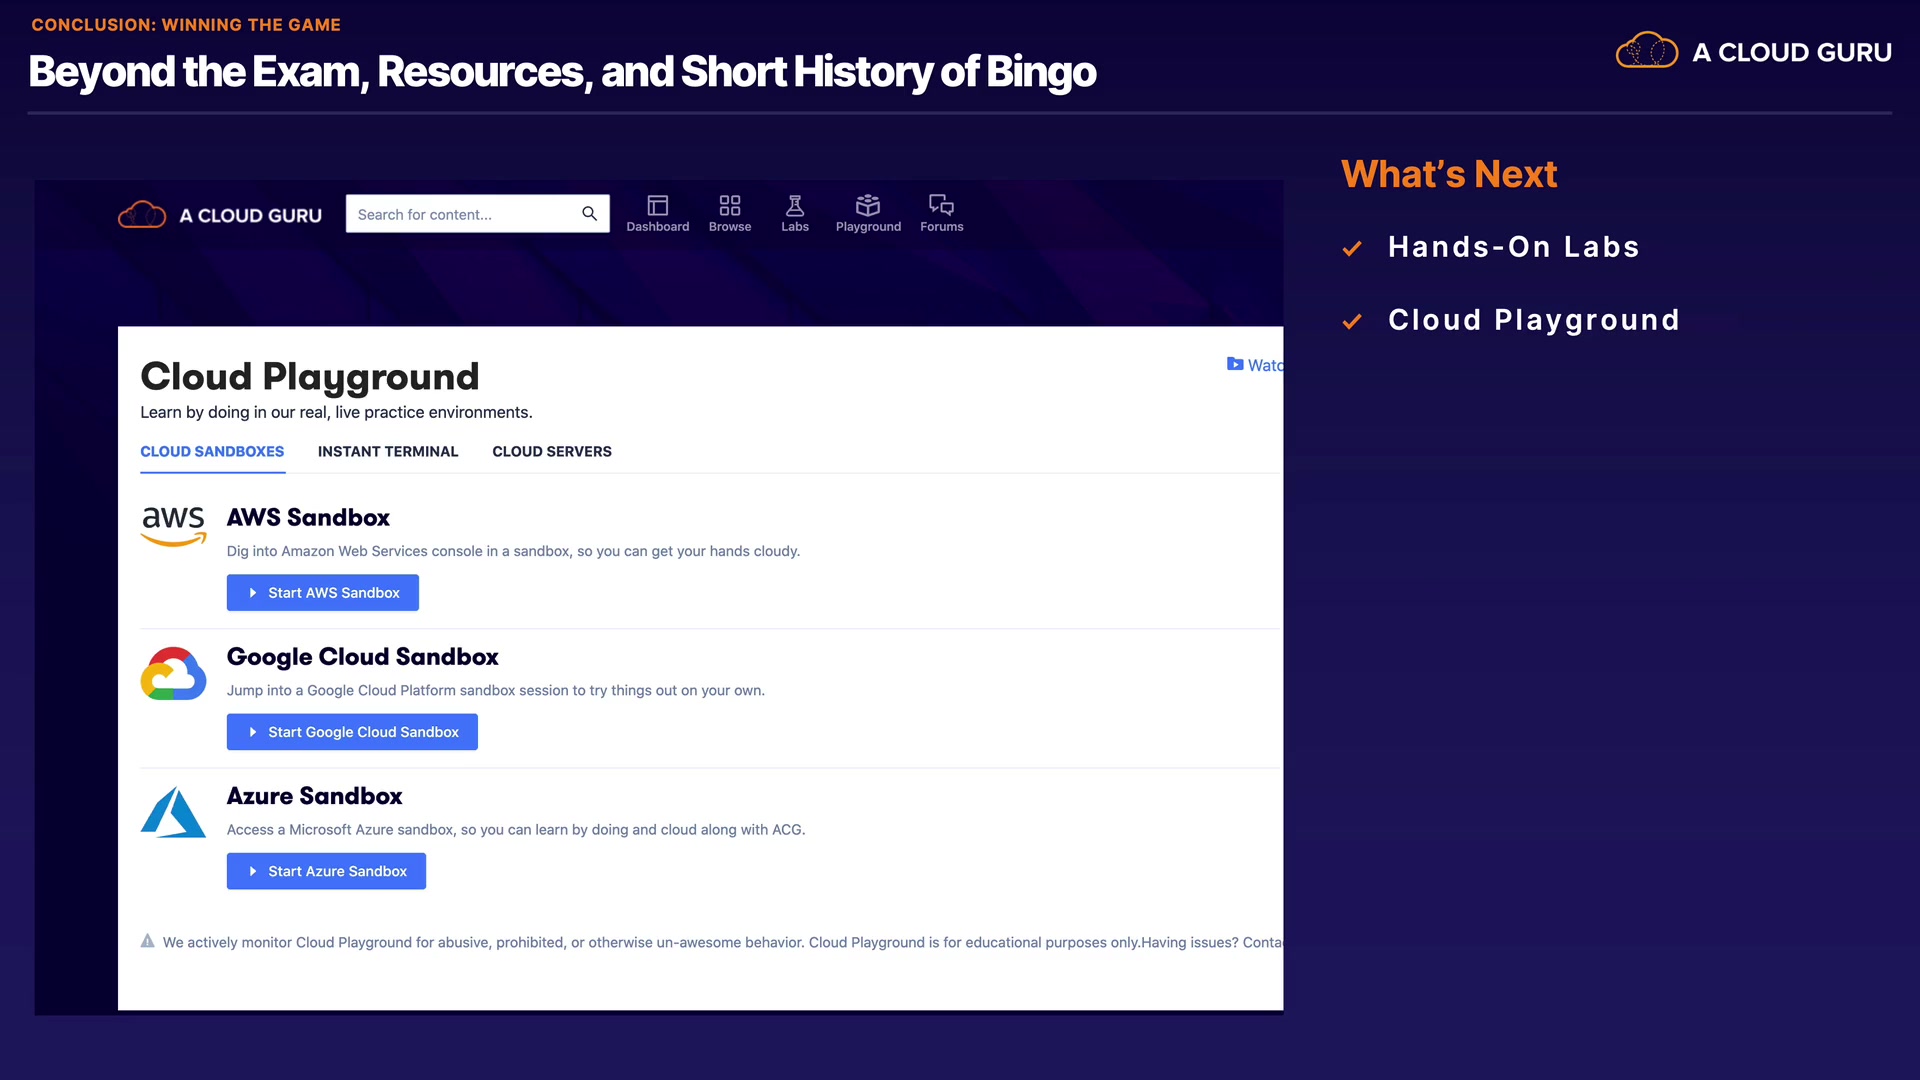 CONCLUSION: WINNING THE GAME
Beyond the Exam, Resources, and Short History of Bingo
A CLOUD GURU
What's Next
Hands-On Labs
Cloud Playground
A CLOUD GURU
Search for content...
Dashboard
Browse
Labs
Playground
Forums
Cloud Playground
Watc
Learn by doing in our real, live practice environments.
CLOUD SANDBOXES
INSTANT TERMINAL
CLOUD SERVERS
aws
AWS Sandbox
Dig into Amazon Web Services console in a sandbox, so you can get your hands cloudy.
Start AWS Sandbox
Google Cloud Sandbox
Jump into a Google Cloud Platform sandbox session to try things out on your own.
Start Google Cloud Sandbox
Azure Sandbox
Access a Microsoft Azure sandbox, so you can learn by doing and cloud along with ACG.
Start Azure Sandbox
We actively monitor Cloud Playground for abusive, prohibited, or otherwise un-awesome behavior. Cloud Playground is for educational purposes only.Having issues? Conta